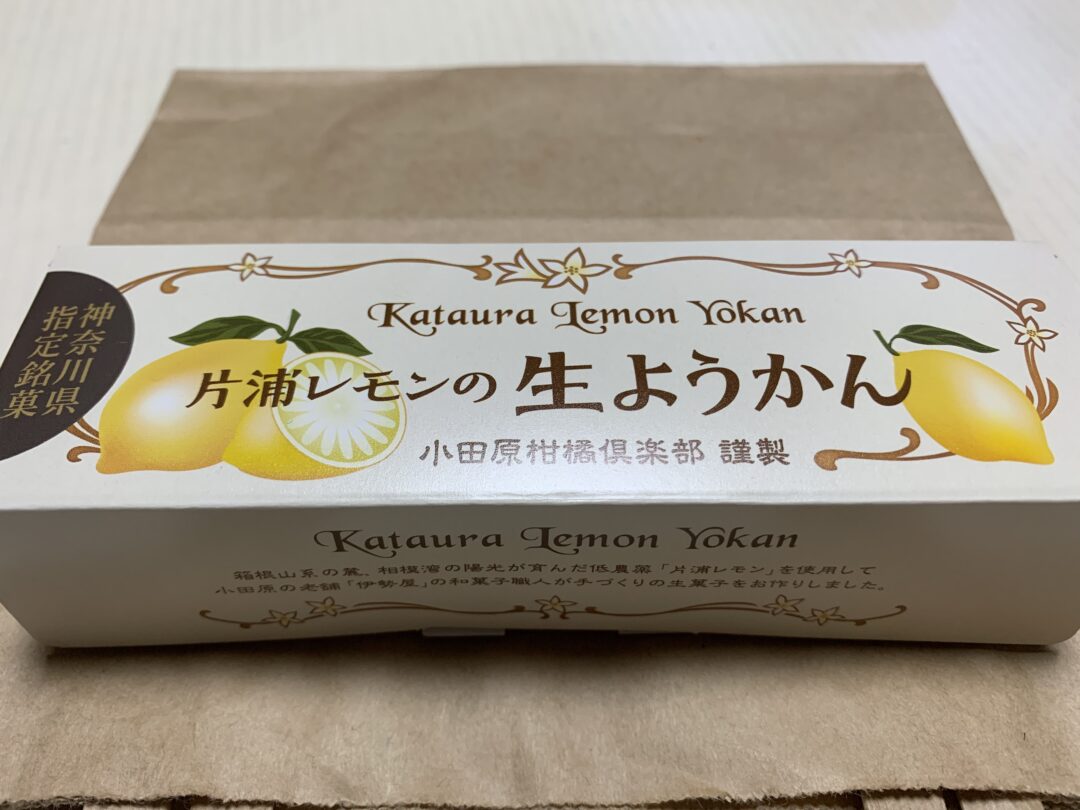 神奈川県
指定銘菓
Kataura Lemon Yōkan
片浦レモンの 生ようかん
小田原柑橘倶楽部 謹製
Kataura Lemon Yōkan
箱根山系の麓、相模湾の陽光が育んだ低農薬「片浦レモン」を使用して
小田原の老舗「伊勢屋」の和菓子職人が手づくりの生菓子をお作りしました。